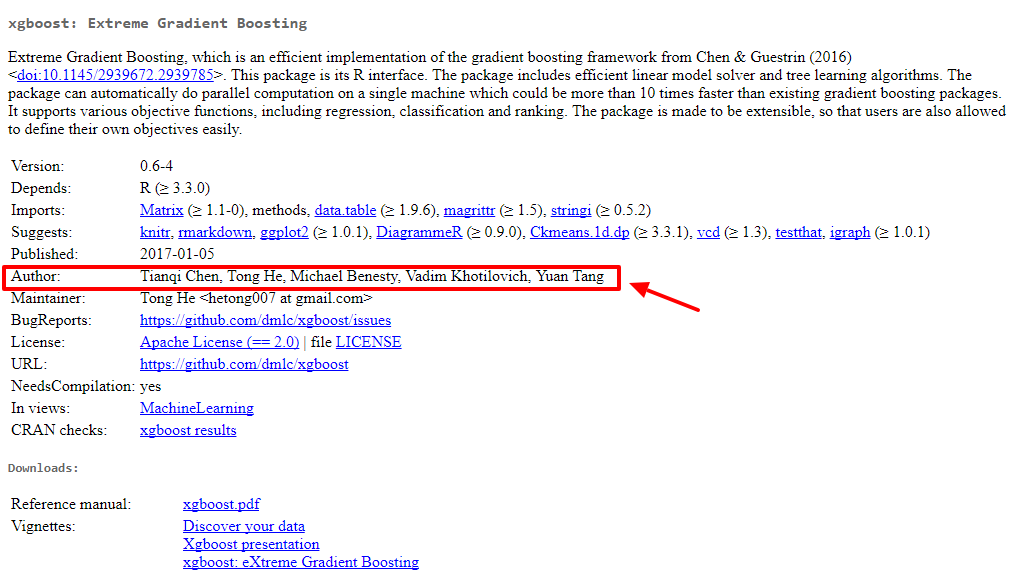 xgboost: Extreme Gradient Boosting
Extreme Gradient Boosting, which is an efficient implementation of the gradient boosting framework from Chen & Guestrin (2016)
<doi:10.1145/2939672.2939785>. This package is its R interface. The package includes efficient linear model solver and tree learning algorithms. The
package can automatically do parallel computation on a single machine which could be more than 10 times faster than existing gradient boosting packages.
It supports various objective functions, including regression, classification and ranking. The package is made to be extensible, so that users are also allowed
to define their own objectives easily.
Version: 0.6-4
Depends: R (≥ 3.3.0)
Imports: Matrix (≥ 1.1-0), methods, data.table (≥ 1.9.6), magrittr (≥ 1.5), stringi (≥ 0.5.2)
Suggests: knitr, rmarkdown, ggplot2 (≥ 1.0.1), DiagrammeR (≥ 0.9.0), Ckmeans.1d.dp (≥ 3.3.1), vcd (≥ 1.3), testthat, igraph (≥ 1.0.1)
Published: 2017-01-05
Author: Tianqi Chen, Tong He, Michael Benesty, Vadim Khotilovich, Yuan Tang
Maintainer: Tong He <hetong007 at gmail.com>
BugReports: https://github.com/dmlc/xgboost/issues
License: Apache License (== 2.0) | file LICENSE
URL: https://github.com/dmlc/xgboost
NeedsCompilation: yes
In views: MachineLearning
CRAN checks: xgboost results
Downloads:
Reference manual: xgboost.pdf
Vignettes: Discover your data
Xgboost presentation
xgboost: eXtreme Gradient Boosting